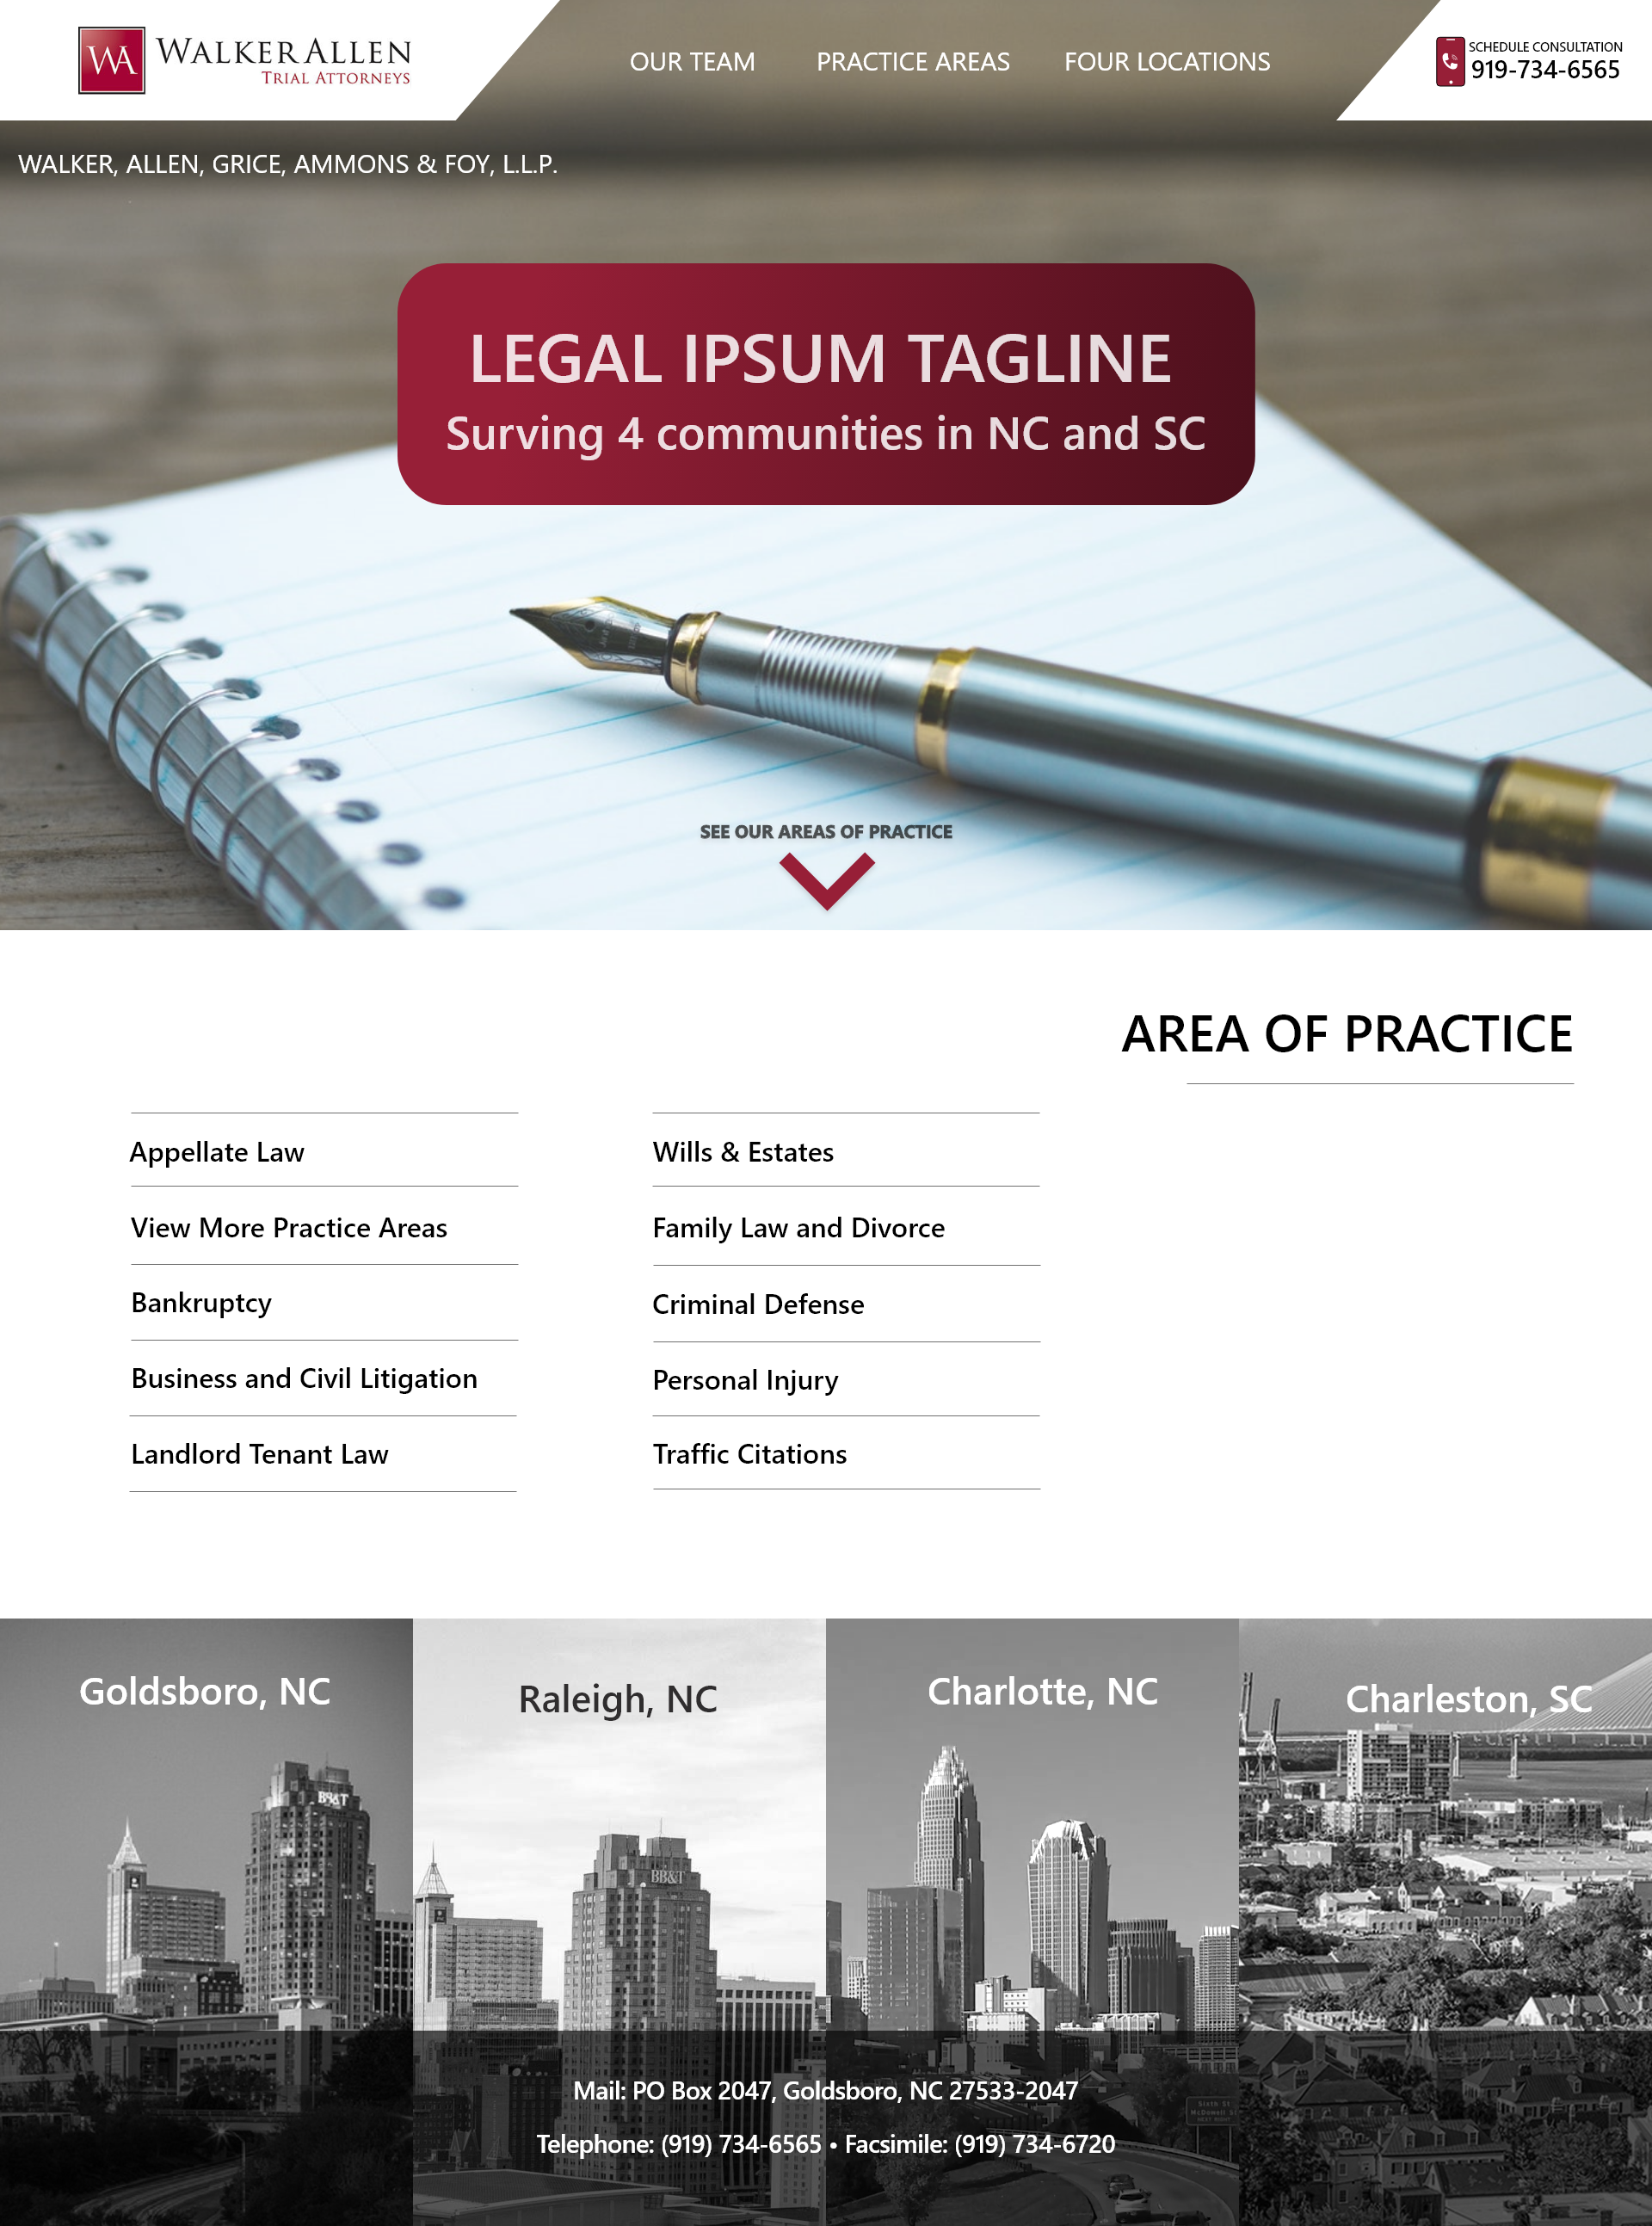 WA WALKER ALLEN
TRIAL ATTORNEYS
OUR TEAM PRACTICE AREAS FOUR LOCATIONS
SCHEDULE CONSULTATION
919-734-6565
WALKER, ALLEN, GRICE, AMMONS & FOY, L.L.P.
LEGAL IPSUM TAGLINE
Surving 4 communities in NC and SC
SEE OUR AREAS OF PRACTICE
AREA OF PRACTICE
Appellate Law
View More Practice Areas
Bankruptcy
Business and Civil Litigation
Landlord Tenant Law
Wills & Estates
Family Law and Divorce
Criminal Defense
Personal Injury
Traffic Citations
Goldsboro, NC
Raleigh, NC
Charlotte, NC
Charleston, SC
BB&T
BB&T
Mail: PO Box 2047, Goldsboro, NC 27533-2047
Telephone: (919) 734-6565 • Facsimile: (919) 734-6720